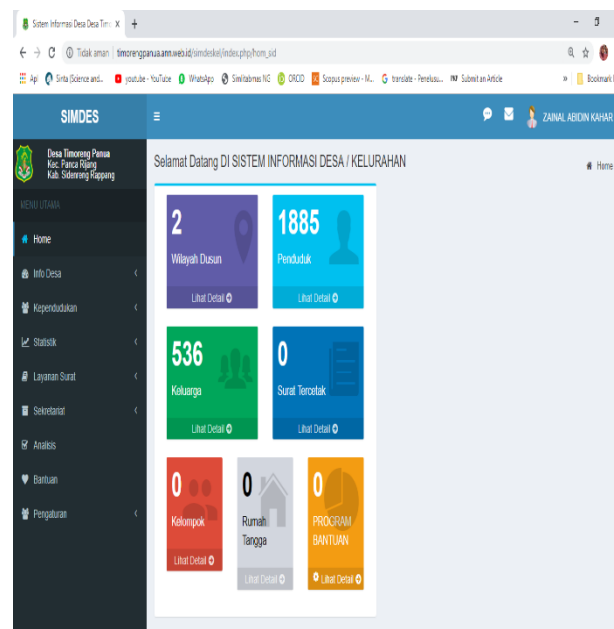 Sistem Informasi Desa Desa Tim
Tidak aman timorengpanua.ann.web.id/simdeskel/index.php/hom_sid
Apl Sinta (Science and... youtube - YouTube WhatsApp Simlitabmas NG ORCID Scopus preview - M... translate - Penelusu... Submit an Article » Bookmark
SIMDES
ZAINAL ABIDIN KAHAR
Desa Timoreng Panua
Kec. Panca Rijang
Kab. Sidenreng Rappang
Selamat Datang DI SISTEM INFORMASI DESA / KELURAHAN
Home
MENU UTAMA
Home
Info Desa
Kependudukan
Statistik
Layanan Surat
Sekretariat
Analisis
Bantuan
Pengaturan
2
Wilayah Dusun
Lihat Detail
1885
Penduduk
Lihat Detail
536
Keluarga
Lihat Detail
0
Surat Tercetak
Lihat Detail
0
Kelompok
Lihat Detail
0
Rumah
Tangga
Lihat Detail
0
PROGRAM
BANTUAN
Lihat Detail